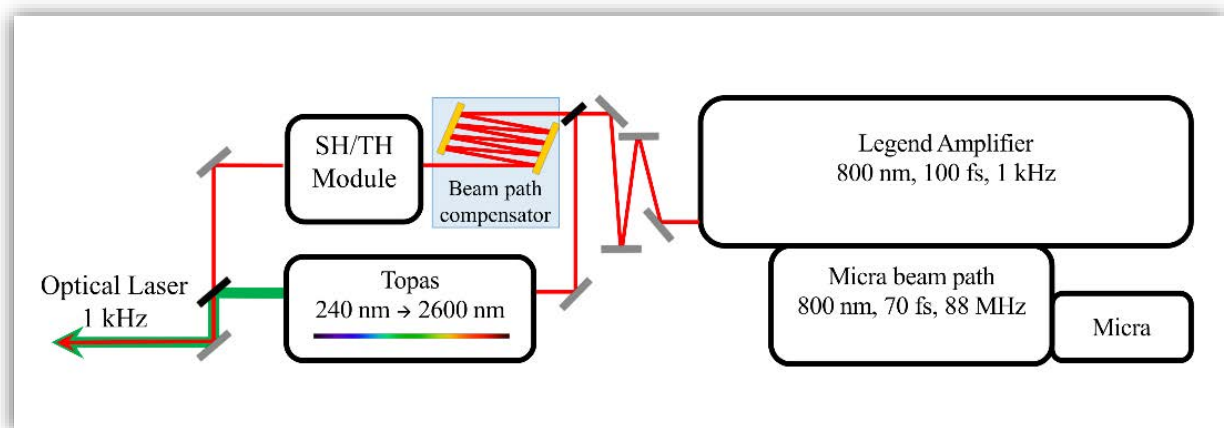 SH/TH
Module
Beam path
compensator
Legend Amplifier
800 nm, 100 fs, 1 kHz
Optical Laser
1 kHz
Topas
240 nm → 2600 nm
Micra beam path
800 nm, 70 fs, 88 MHz
Micra